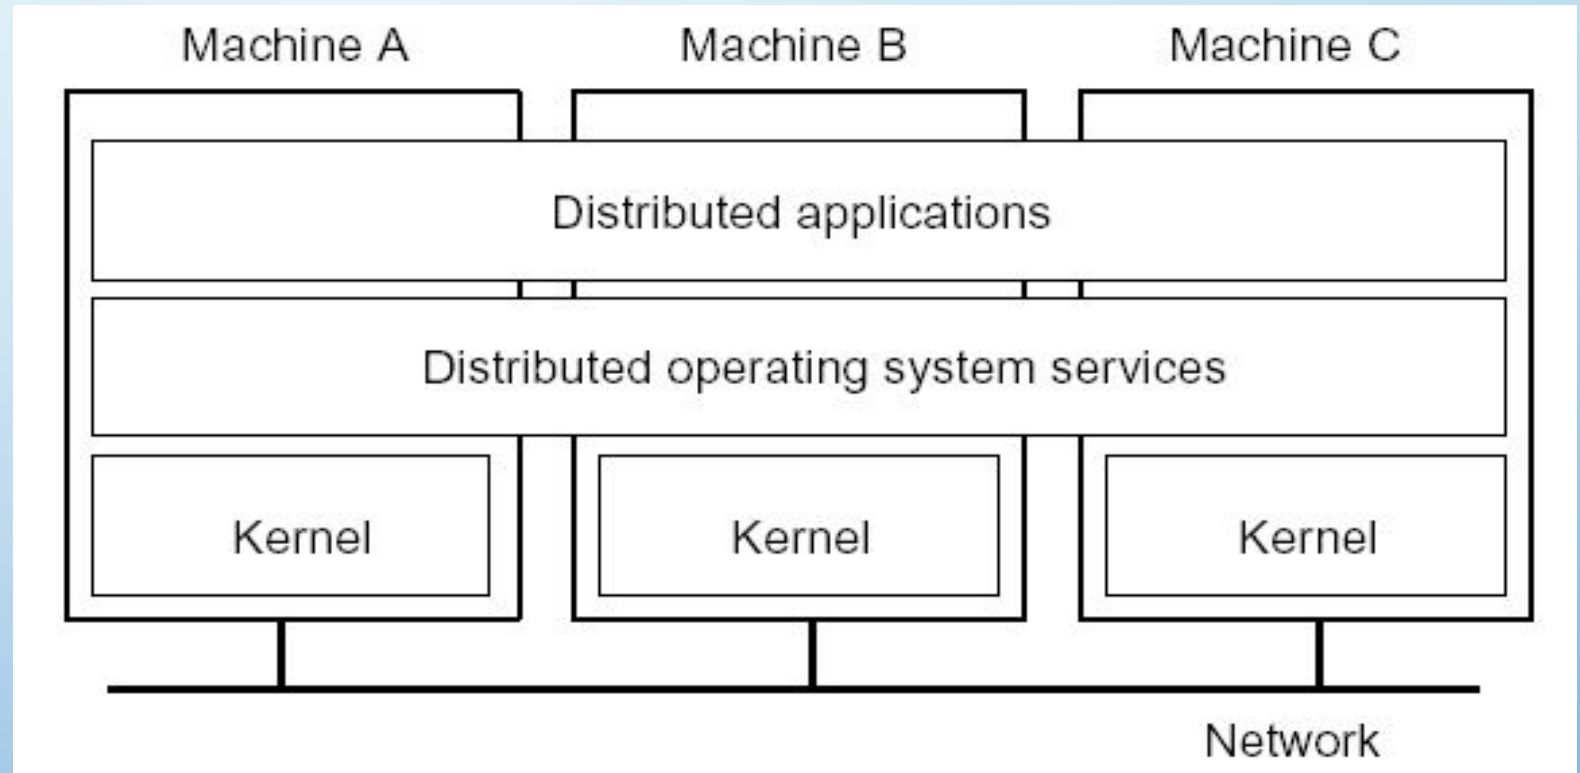 Machine A
Machine B
Machine C
Distributed applications
Distributed operating system services
Kernel
Kernel
Kernel
Network